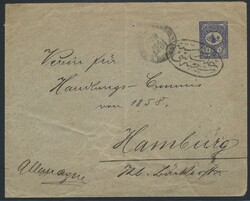 Verein für
Handlungs-Commis
von 1858.
Hamburg
Allemagne